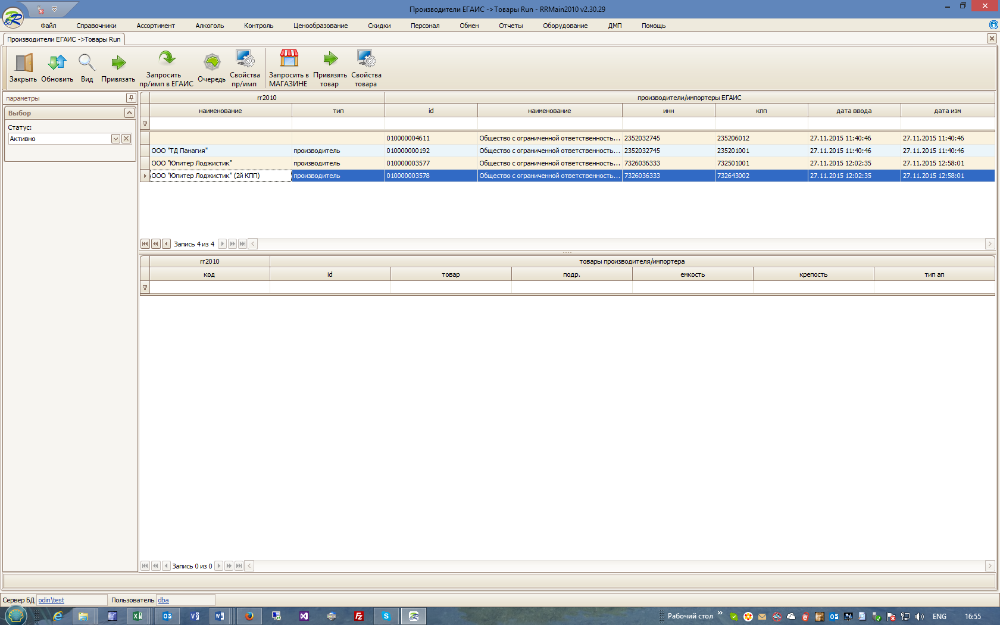 Производители ЕГАИС ->Товары Run - RRMain2010 v2.30.29
Файл Справочники Ассортимент Алкоголь Контроль Ценообразование Скидки Персонал Обмен Отчеты Оборудование ДМП Помощь
Производители ЕГАИС ->Товары Run
Закрыть Обновить Вид Привязать Запросить пр/имп в ЕГАИС Очередь Свойства пр/имп Запросить в МАГАЗИНЕ Привязять товар Свойства товара
параметры
Выбор
Статус:
Активно
rr2010 производители/импортеры ЕГАИС
наименование тип id наименование инн кпп дата ввода дата изм
010000004611 Общество с ограниченной ответственность... 2352032745 235206012 27.11.2015 11:40:46 27.11.2015 11:40:46
ООО "ТД Панагия" производитель 010000000192 Общество с ограниченной ответственность... 2352032745 235201001 27.11.2015 11:40:46 27.11.2015 11:40:46
ООО "Юпитер Лоджистик" производитель 010000003577 Общество с ограниченной ответственность... 7326036333 732501001 27.11.2015 12:02:35 27.11.2015 12:58:01
ООО "Юпитер Лоджистик" (2й КПП) производитель 010000003578 Общество с ограниченной ответственность... 7326036333 732643002 27.11.2015 12:02:35 27.11.2015 12:58:01
Запись 4 из 4
rr2010 товары производителя/импортера
код id товар подр. емкость крепость тип ап
Запись 0 из 0
Сервер БД odin\test Пользователь dba
Рабочий стол » ENG 16:55